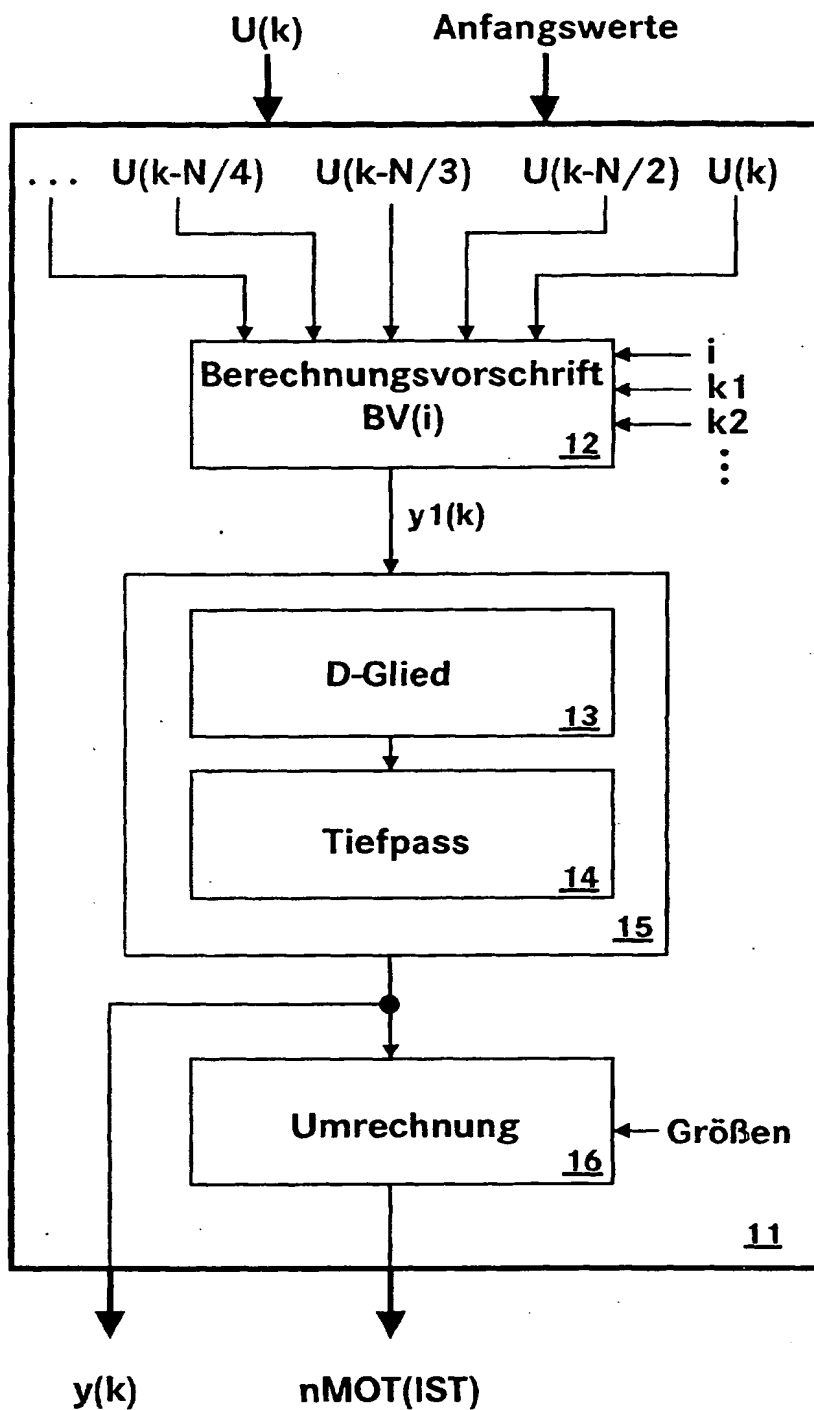 U(k) Anfangswerte
... U(k-N/4) U(k-N/3) U(k-N/2) U(k)
Berechnungsvorschrift
BV(i)
12
i
k1
k2
⋮
y1(k)
D-Glied
13
Tiefpass
14
15
Umrechnung
16
Größen
11
y(k) nMOT(IST)